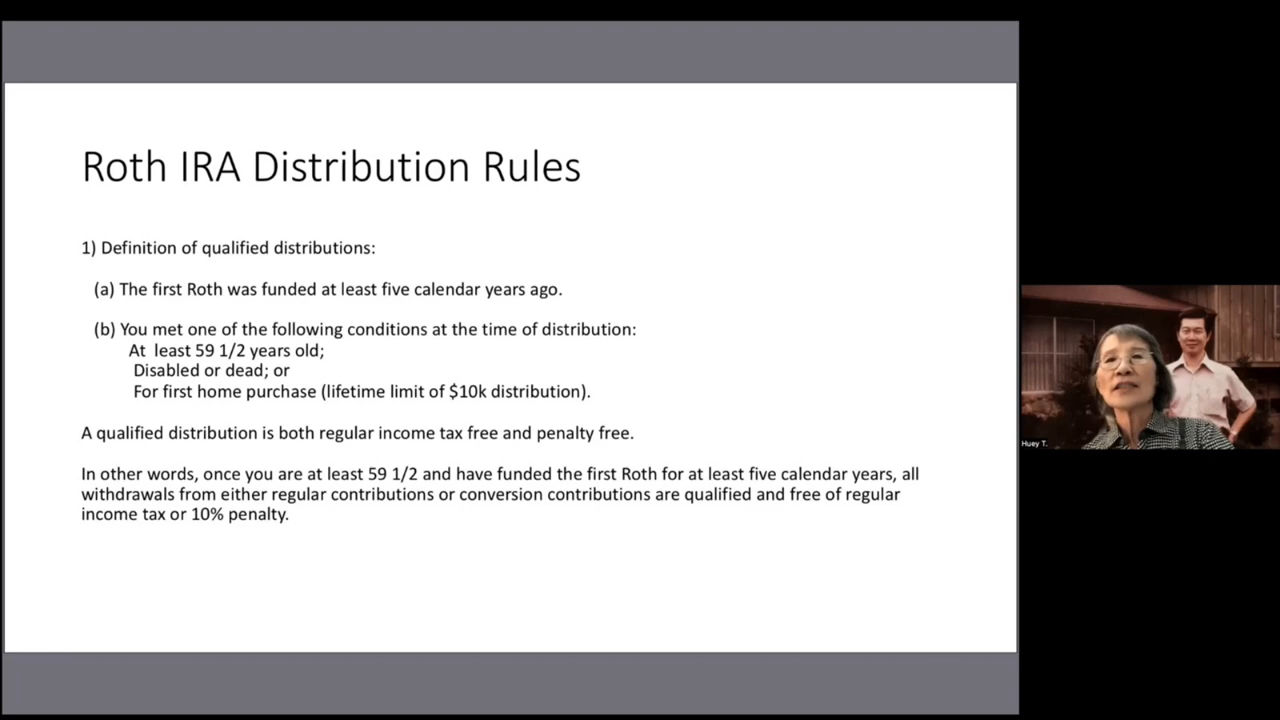 Roth IRA Distribution Rules
1) Definition of qualified distributions:
(a) The first Roth was funded at least five calendar years ago.
(b) You met one of the following conditions at the time of distribution:
At least 59 1/2 years old;
Disabled or dead; or
For first home purchase (lifetime limit of $10k distribution).
A qualified distribution is both regular income tax free and penalty free.
In other words, once you are at least 59 1/2 and have funded the first Roth for at least five calendar years, all
withdrawals from either regular contributions or conversion contributions are qualified and free of regular
income tax or 10% penalty.
Huey T.